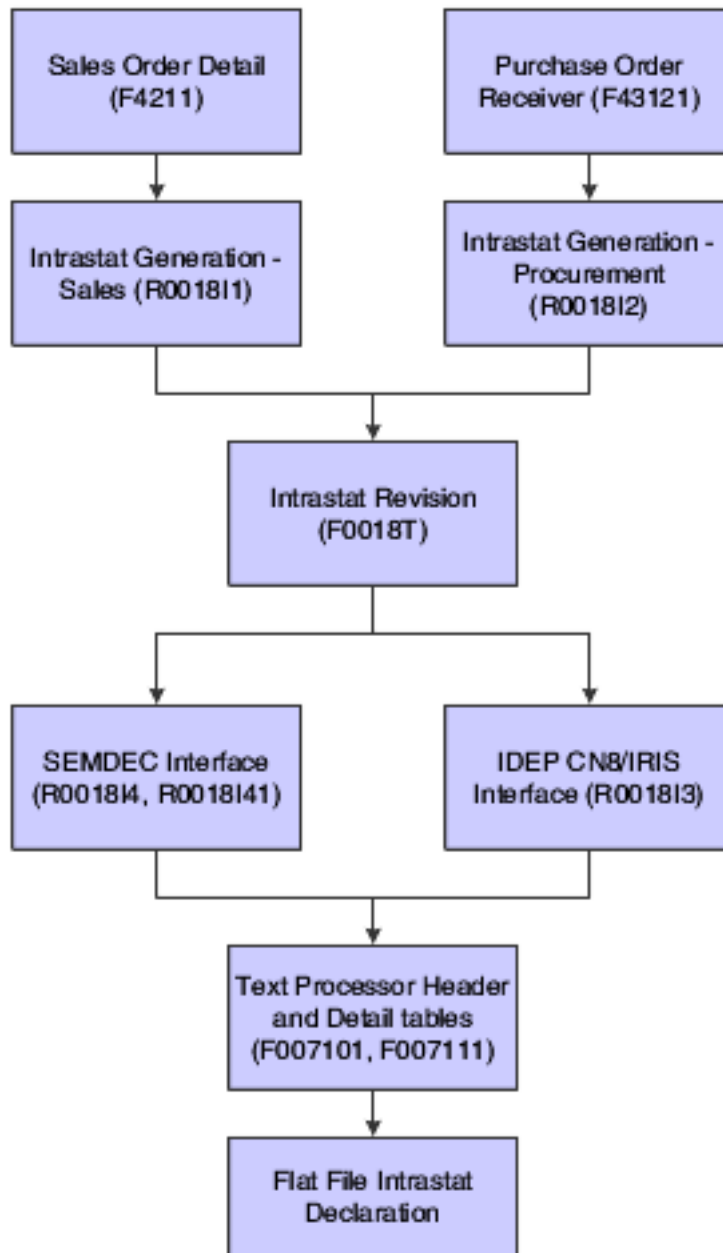 Sales Order Detail
(F4211)
Purchase Order
Receiver (F43121)
Intrastat Generation -
Sales (R0018I1)
Intrastat Generation -
Procurement
(R0018I2)
Intrastat Revision
(F0018T)
SEMDEC Interface
(R0018I4, R0018I41)
IDEP CN8/IRIS
Interface (R0018I3)
Text Processor Header
and Detail tables
(F007101, F007111)
Flat File Intrastat
Declaration